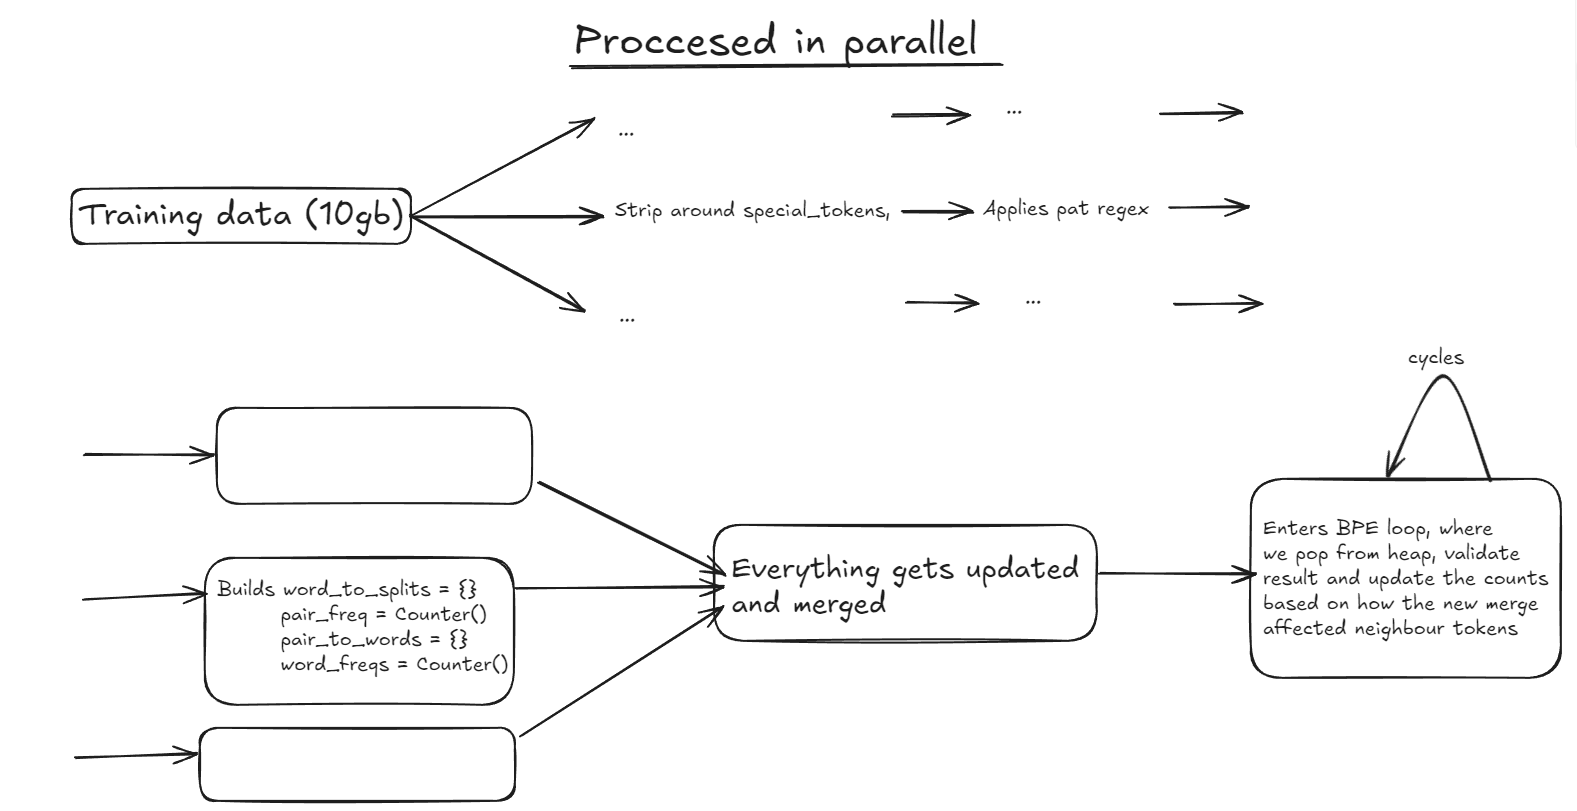 Proccesed in parallel
...
...
Training data (10gb)
Strip around special_tokens,
Applies pat regex
...
...
cycles
Builds word_to_splits = {}
pair_freq = Counter()
pair_to_words = {}
word_freqs = Counter()
Everything gets updated
and merged
Enters BPE loop, where
we pop from heap, validate
result and update the counts
based on how the new merge
affected neighbour tokens